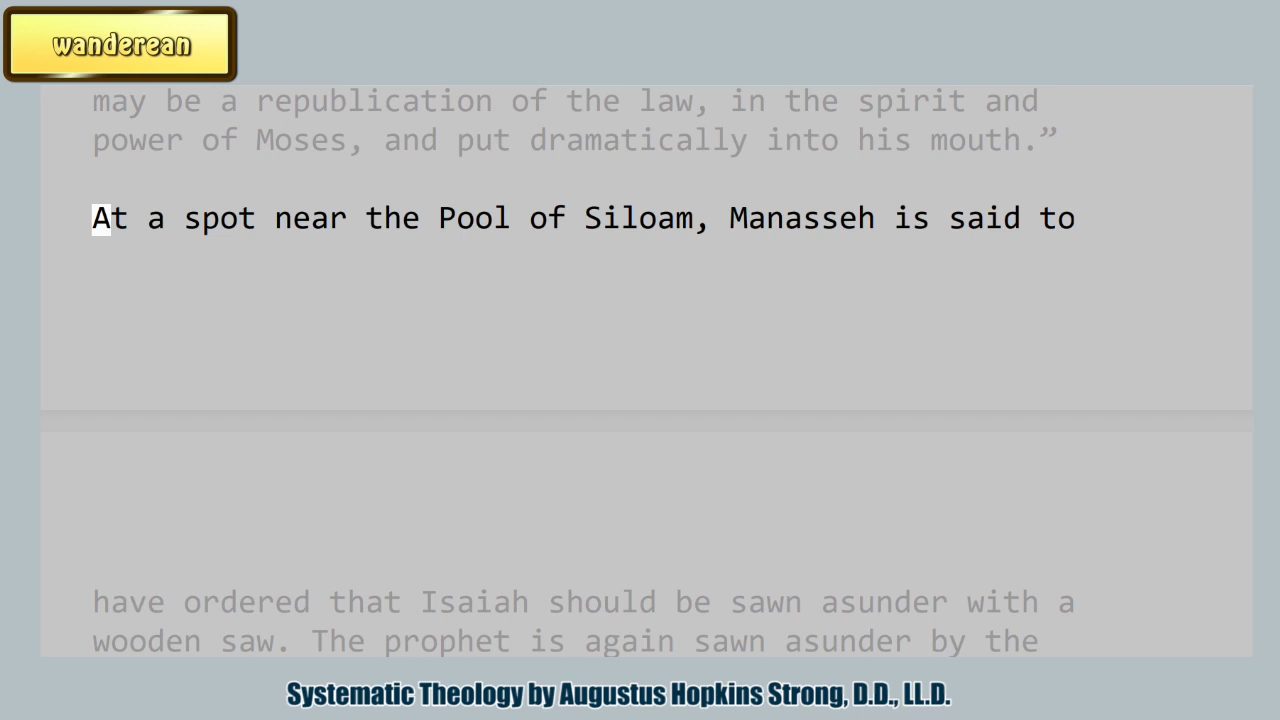 wanderean
may be a republication of the law, in the spirit and
power of Moses, and put dramatically into his mouth.”
At a spot near the Pool of Siloam, Manasseh is said to
have ordered that Isaiah should be sawn asunder with a
wooden saw. The prophet is again sawn asunder by the
Systematic Theology by Augustus Hopkins Strong, D.D., LL.D.